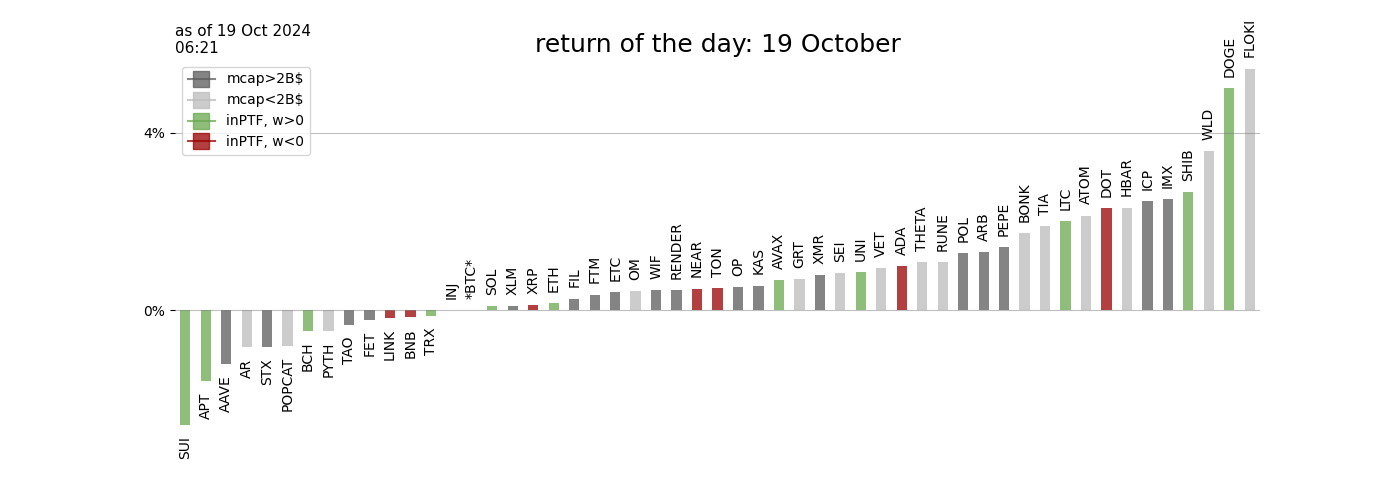 as of 19 Oct 2024
06:21
return of the day: 19 October
mcap>2B$
mcap<2B$
inPTF, w>0
inPTF, w<0
4%
0%
SUI
APT
AAVE
AR
STX
POPCAT
BCH
PYTH
TAO
FET
LINK
BNB
TRX
INJ
*BTC*
SOL
XLM
XRP
ETH
FIL
FTM
ETC
OM
WIF
RENDER
NEAR
TON
OP
KAS
AVAX
GRT
XMR
SEI
UNI
VET
ADA
THETA
RUNE
POL
ARB
PEPE
BONK
TIA
LTC
ATOM
DOT
HBAR
ICP
IMX
SHIB
WLD
DOGE
FLOKI